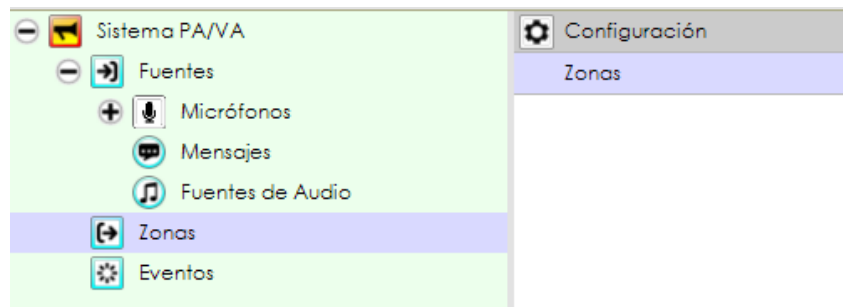 Sistema PA/VA
Fuentes
Micrófonos
Mensajes
Fuentes de Audio
Zonas
Eventos
Configuración
Zonas